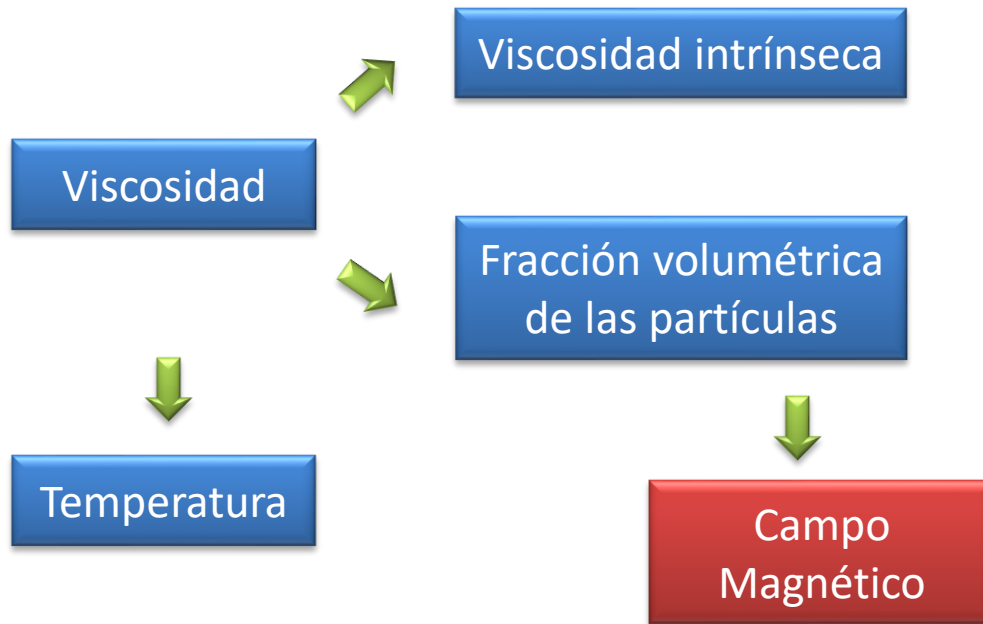 Viscosidad intrínseca
Viscosidad
Fracción volumétrica
de las partículas
Temperatura
Campo
Magnético